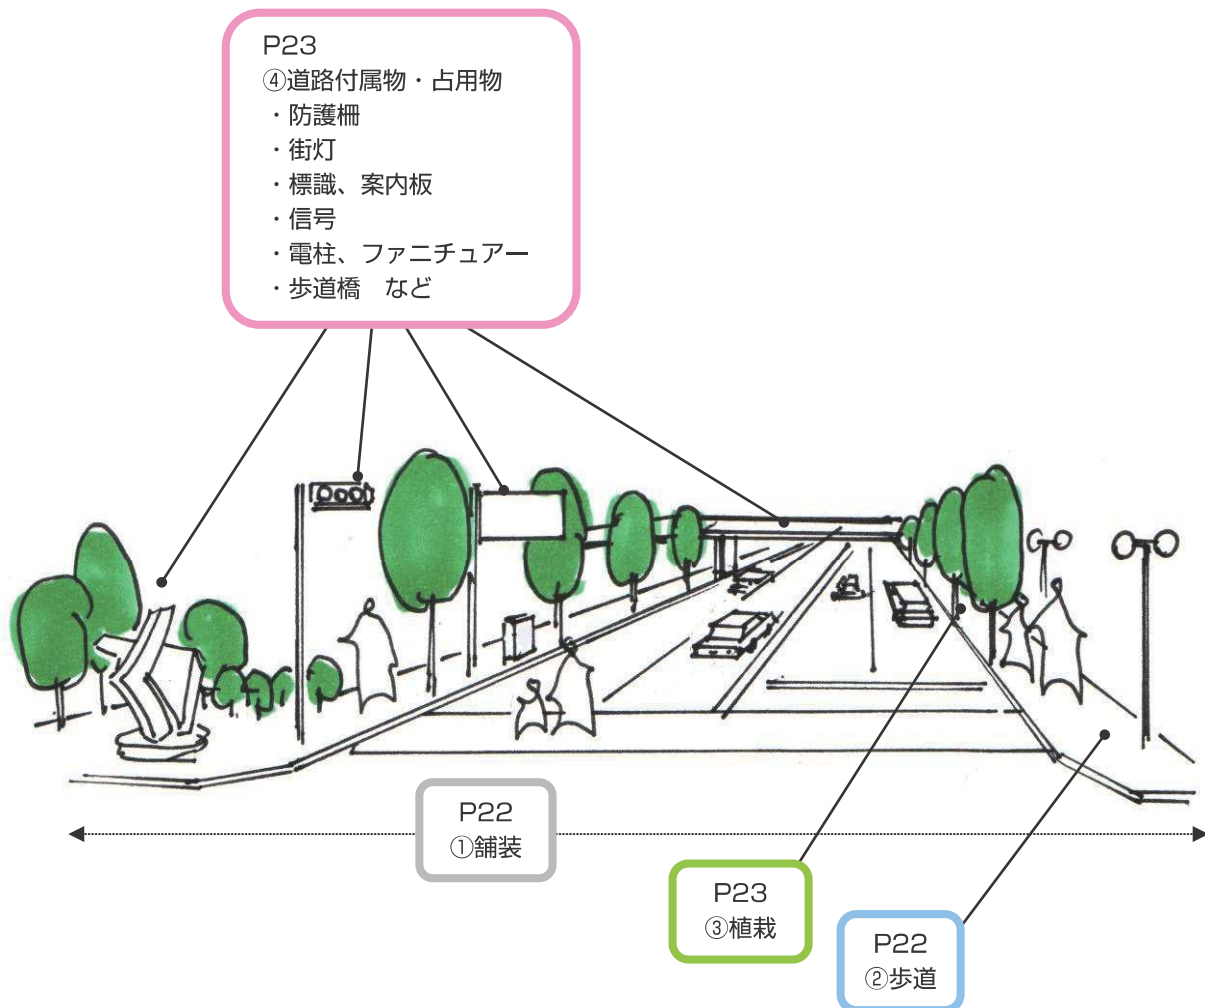 P23
④道路付属物・占用物
・防護柵
・街灯
・標識、案内板
・信号
・電柱、ファニチュアー
・歩道橋　など
P22
①舗装
P23
③植栽
P22
②歩道